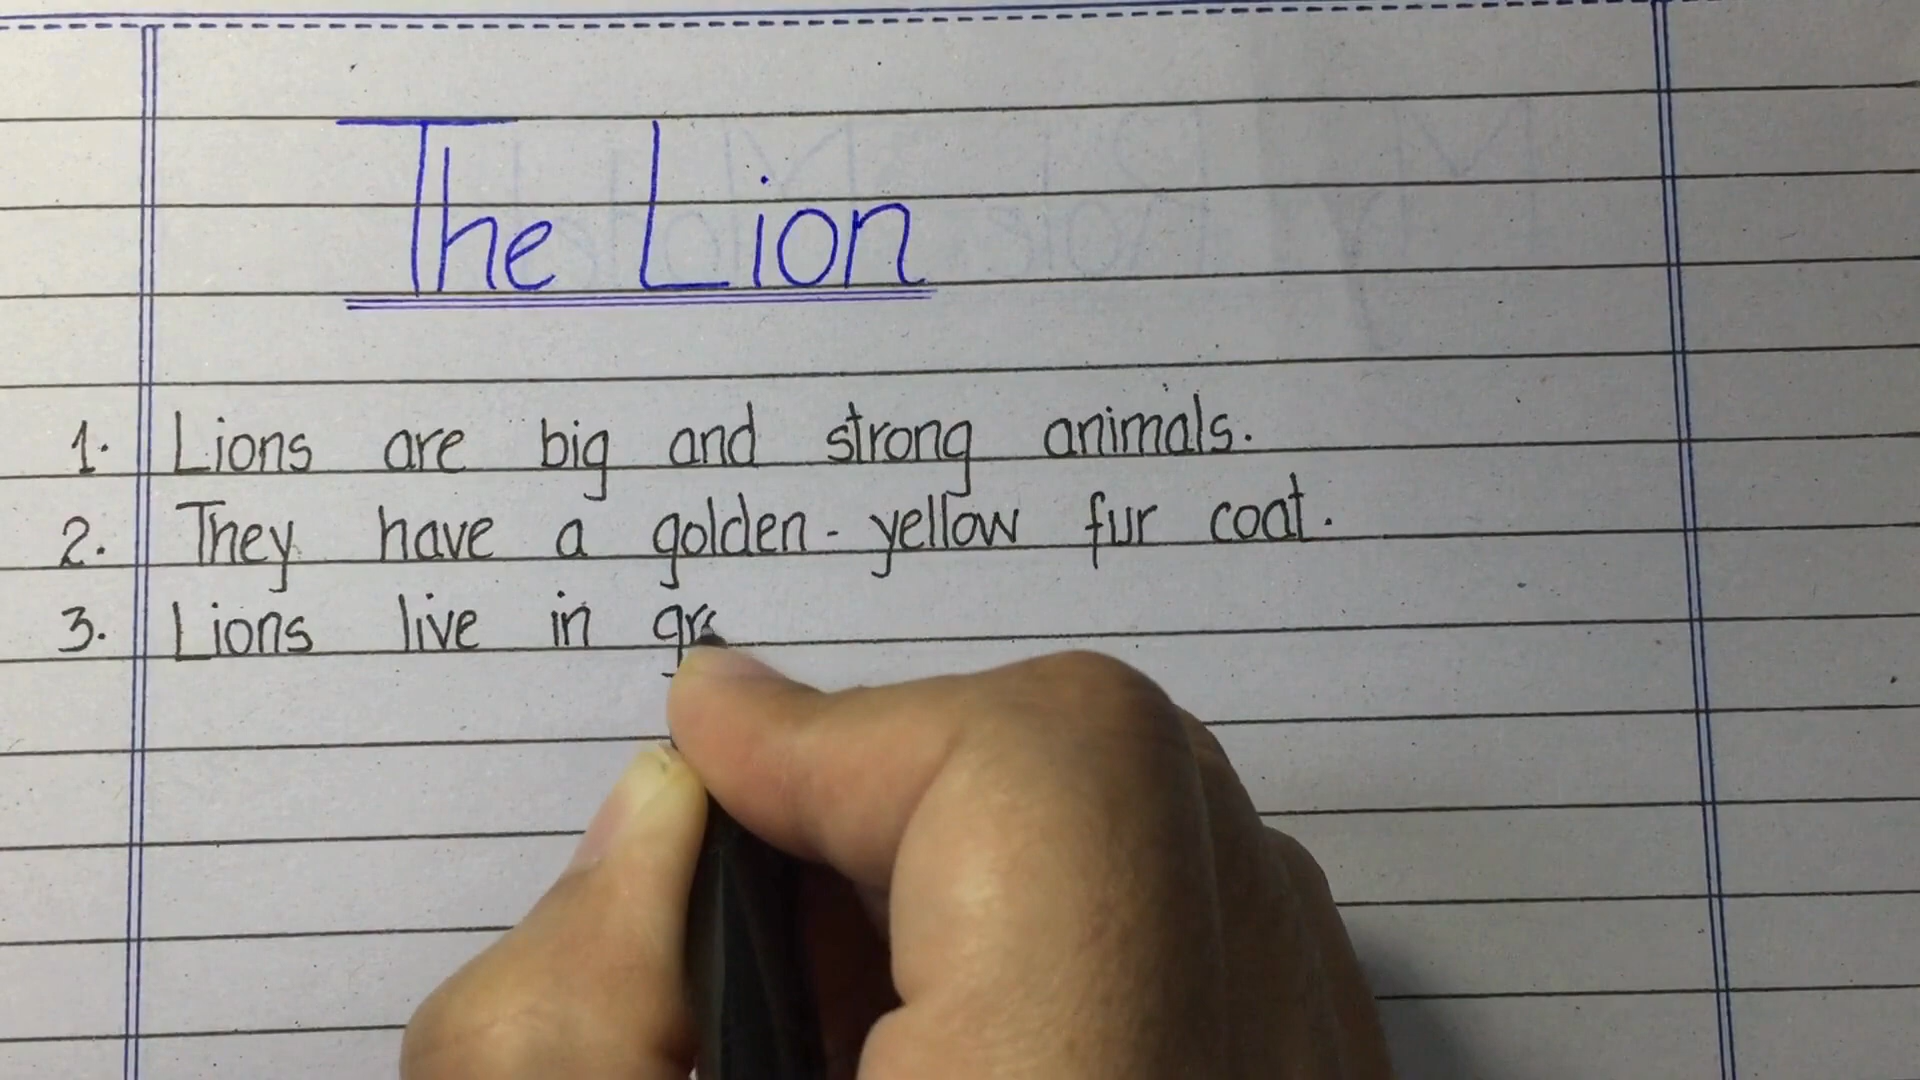 The Lion
1. Lions are big and strong animals.
2. They have a golden-yellow fur coat.
3. Lions live in